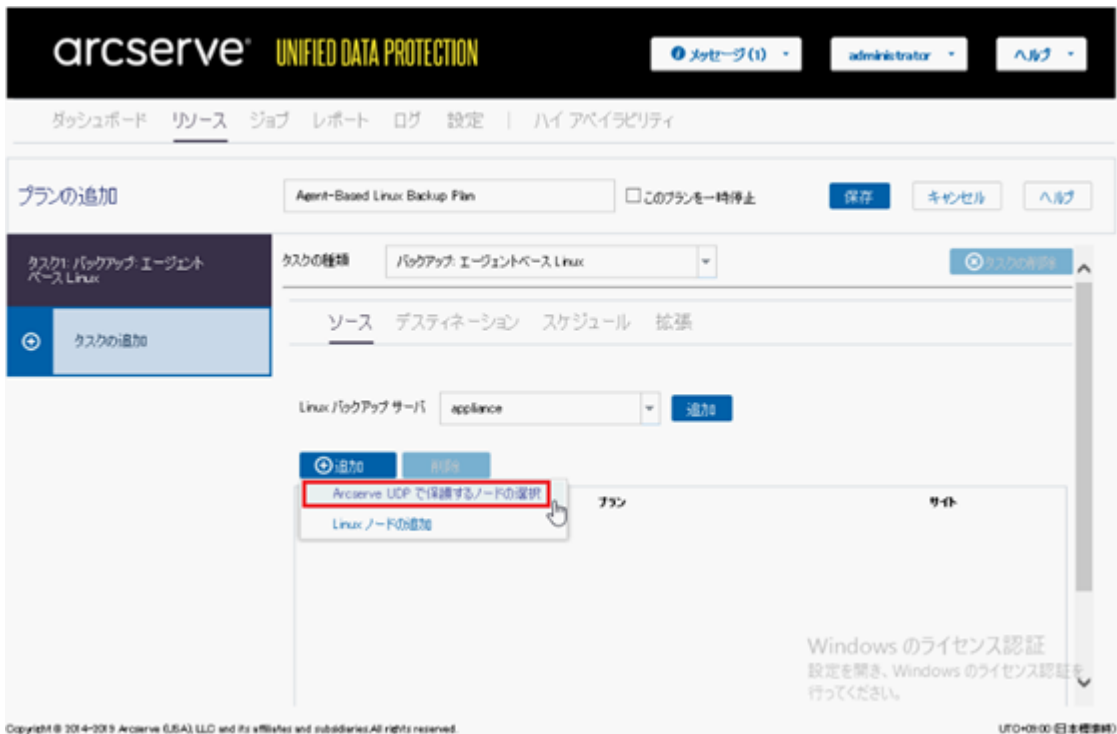 arcserve® UNIFIED DATA PROTECTION
メッセージ (1)
administrator
ヘルプ
ダッシュボード リソース ジョブ レポート ログ 設定 | ハイ アベイラビリティ
プランの追加
Agent-Based Linux Backup Plan
このプランを一時停止
保存
キャンセル
ヘルプ
タスク1: バックアップ: エージェント
ベース Linux
タスクの追加
タスクの種類
バックアップ: エージェントベース Linux
タスクの削除
ソース デスティネーション スケジュール 拡張
Linux バックアップ サーバ
appliance
追加
追加
削除
Arcserve UDP で保護するノードの選択
Linux ノードの追加
プラン
サイト
Windows のライセンス認証
設定を開き、Windows のライセンス認証を
行ってください。
Copyright © 2014-2019 Arcserve (USA), LLC and its affiliates and subsidiaries.All rights reserved.
UTC+09:00 (日本標準時)